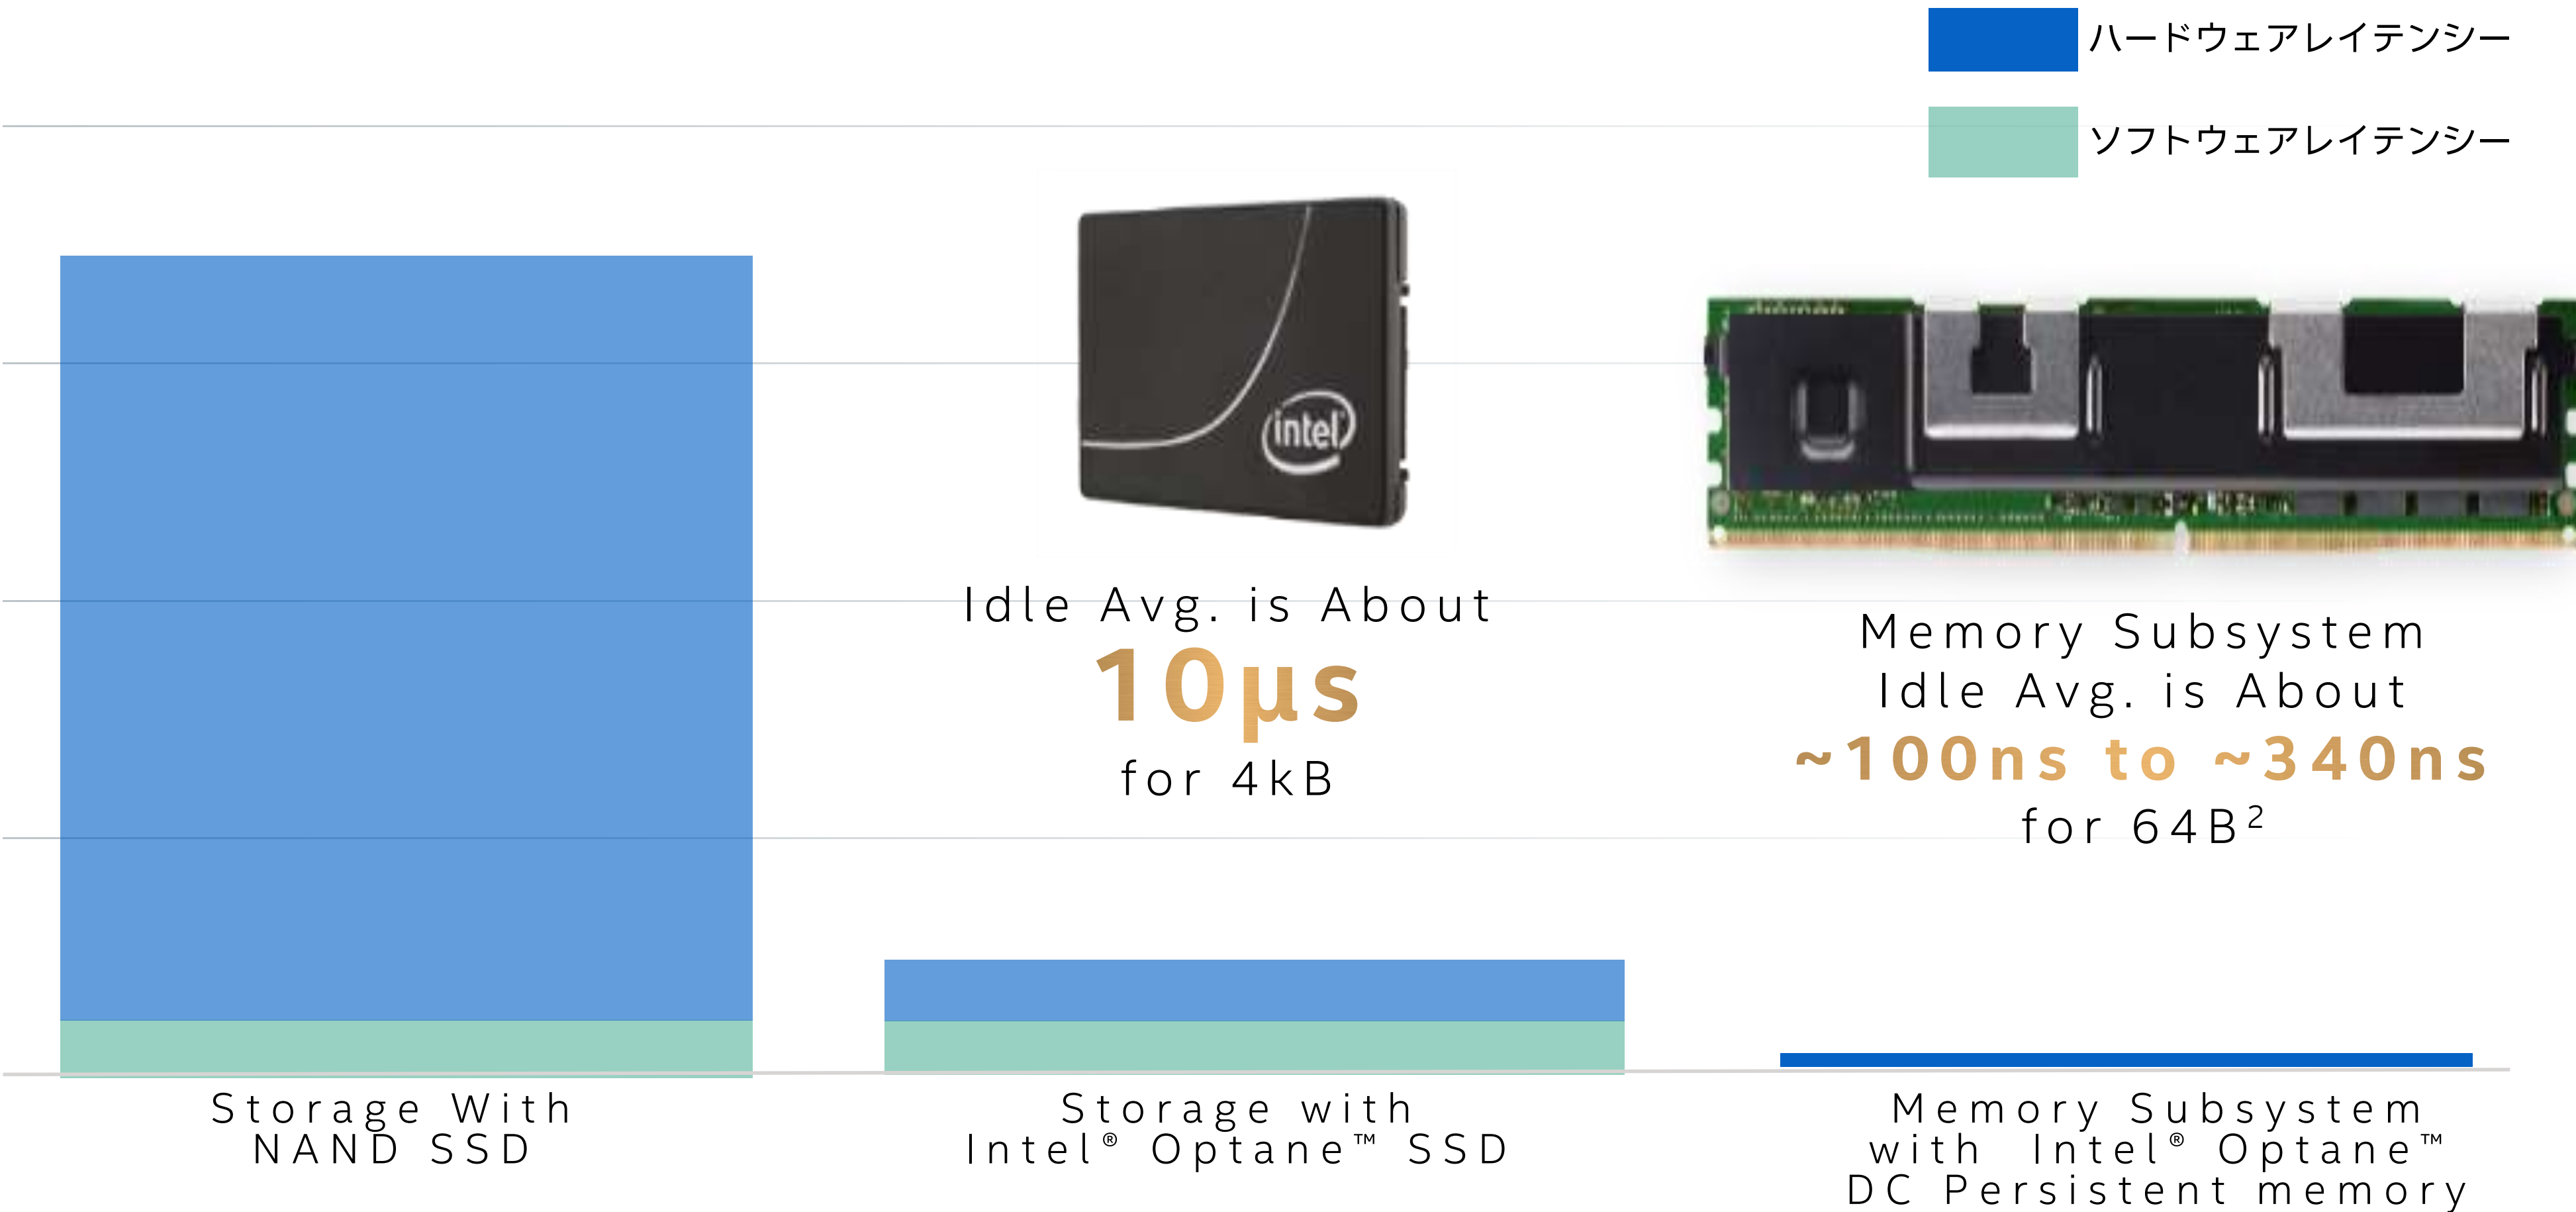 ハードウェアレイテンシー
ソフトウェアレイテンシー
intel
Idle Avg. is About
10µs
for 4kB
Memory Subsystem
Idle Avg. is About
~100ns to ~340ns
for 64B²
Storage With
NAND SSD
Storage with
Intel® Optane™ SSD
Memory Subsystem
with Intel® Optane™
DC Persistent memory